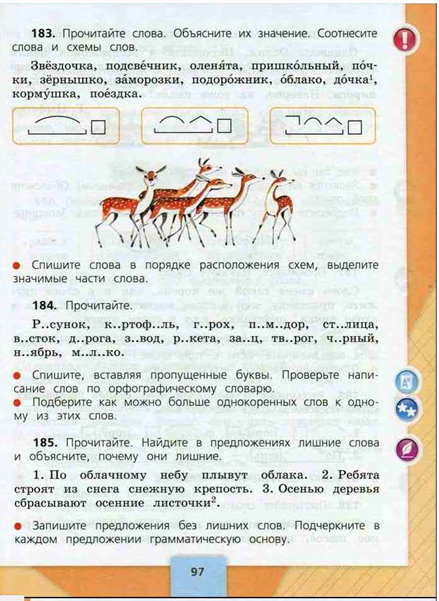 183. Прочитайте слова. Объясните их значение. Соотнесите
слова и схемы слов.
Звёздочка, подсве́чник, оленя́та, пришко́льный, по́ч-
ки, зёрнышко, за́морозки, подоро́жник, о́блако, до́чка¹,
корму́шка, пое́здка.
Спишите слова в порядке расположения схем, выделите
значимые части слова.
184. Прочитайте.
Р..сунок, к..ртоф..ль, г..рох, п..м..дор, ст..лица,
в..сток, д..рога, з..вод, р..кета, за..ц, тв..рог, ч..рный,
н..ябрь, м..л..ко.
Спишите, вставляя пропущенные буквы. Проверьте напи-
сание слов по орфографическому словарю.
Подберите как можно больше однокоренных слов к одно-
му из этих слов.
185. Прочитайте. Найдите в предложениях лишние слова
и объясните, почему они лишние.
1. По облачному небу плывут облака. 2. Ребята
строят из снега снежную крепость. 3. Осенью деревья
сбрасывают осенние листочки².
Запишите предложения без лишних слов. Подчеркните в
каждом предложении грамматическую основу.
97